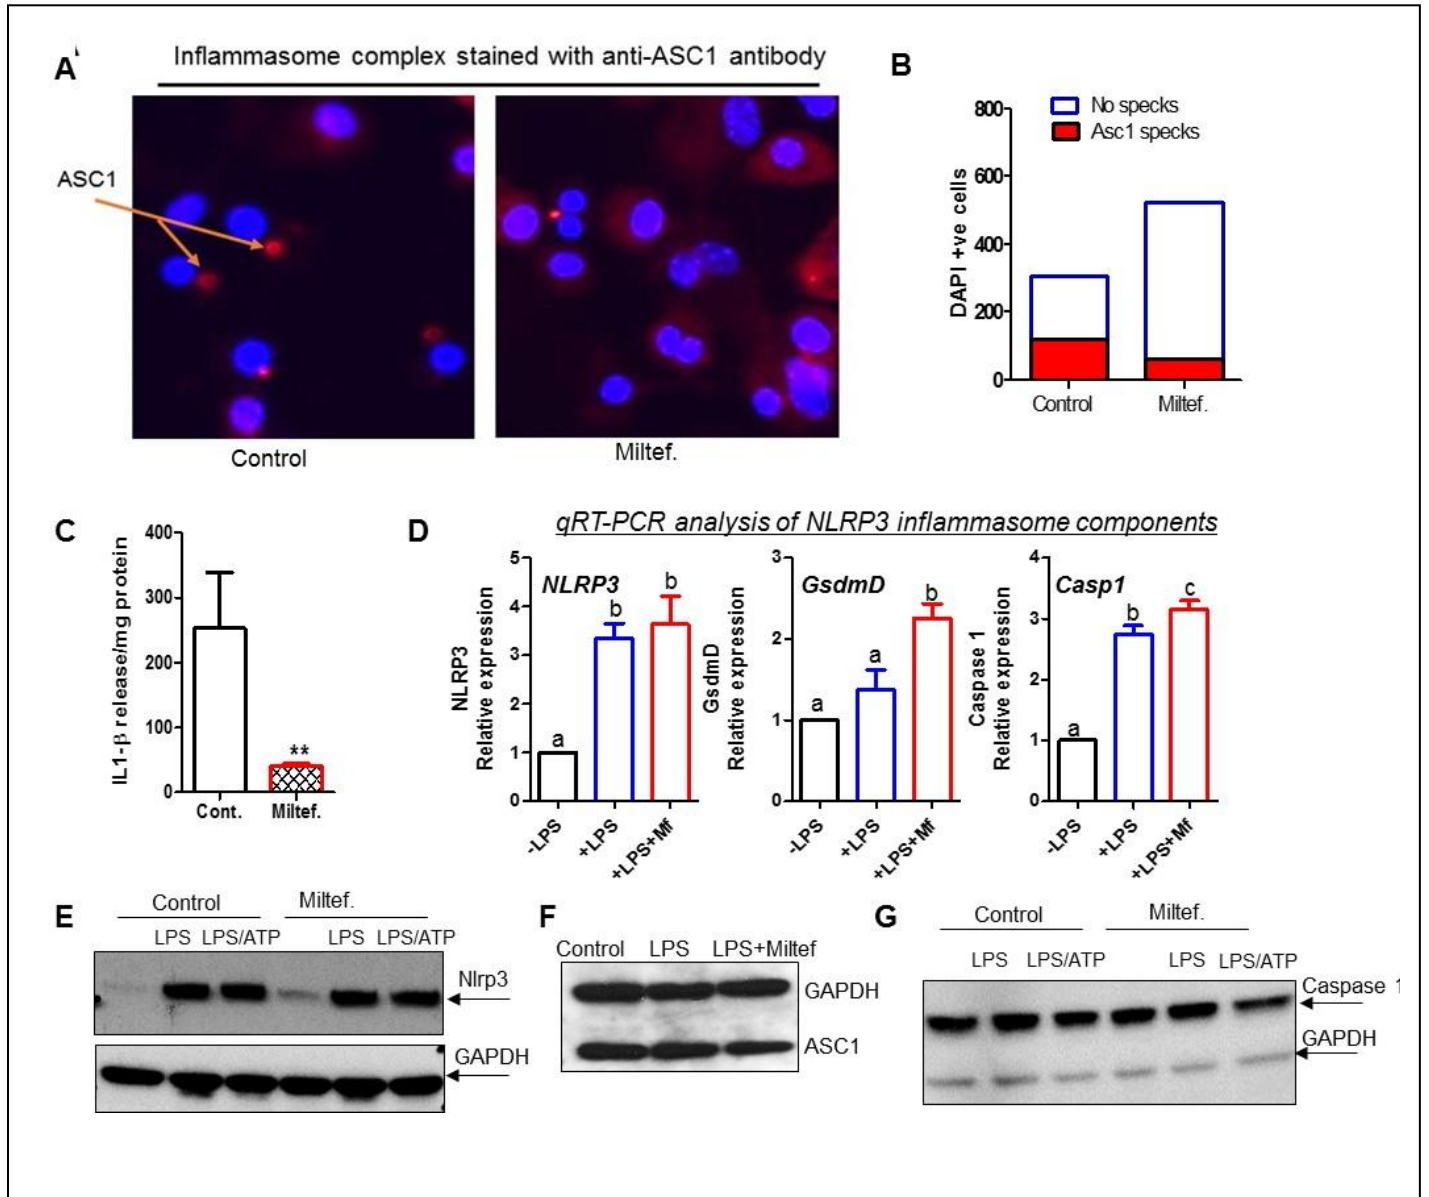 A
Inflammasome complex stained with anti-ASC1 antibody
ASC1
Control
Miltef.
B
DAPI +ve cells
800
600
400
200
0
No specks
Asc1 specks
Control
Miltef.
C
IL1-β release/mg protein
400
300
200
100
0
**
Cont.
Miltef.
D
qRT-PCR analysis of NLRP3 inflammasome components
NLRP3
Relative expression
5
4
3
2
1
0
NLRP3
a
b
b
-LPS
+LPS
+LPS+Mf
GsdmD
Relative expression
3
2
1
0
GsdmD
a
a
b
-LPS
+LPS
+LPS+Mf
Caspase 1
Relative expression
4
3
2
1
0
Casp1
a
b
c
-LPS
+LPS
+LPS+Mf
E
Control
Miltef.
LPS LPS/ATP
LPS LPS/ATP
Nlrp3
GAPDH
F
Control LPS LPS+Miltef
GAPDH
ASC1
G
Control
Miltef.
LPS LPS/ATP
LPS LPS/ATP
Caspase 1
GAPDH